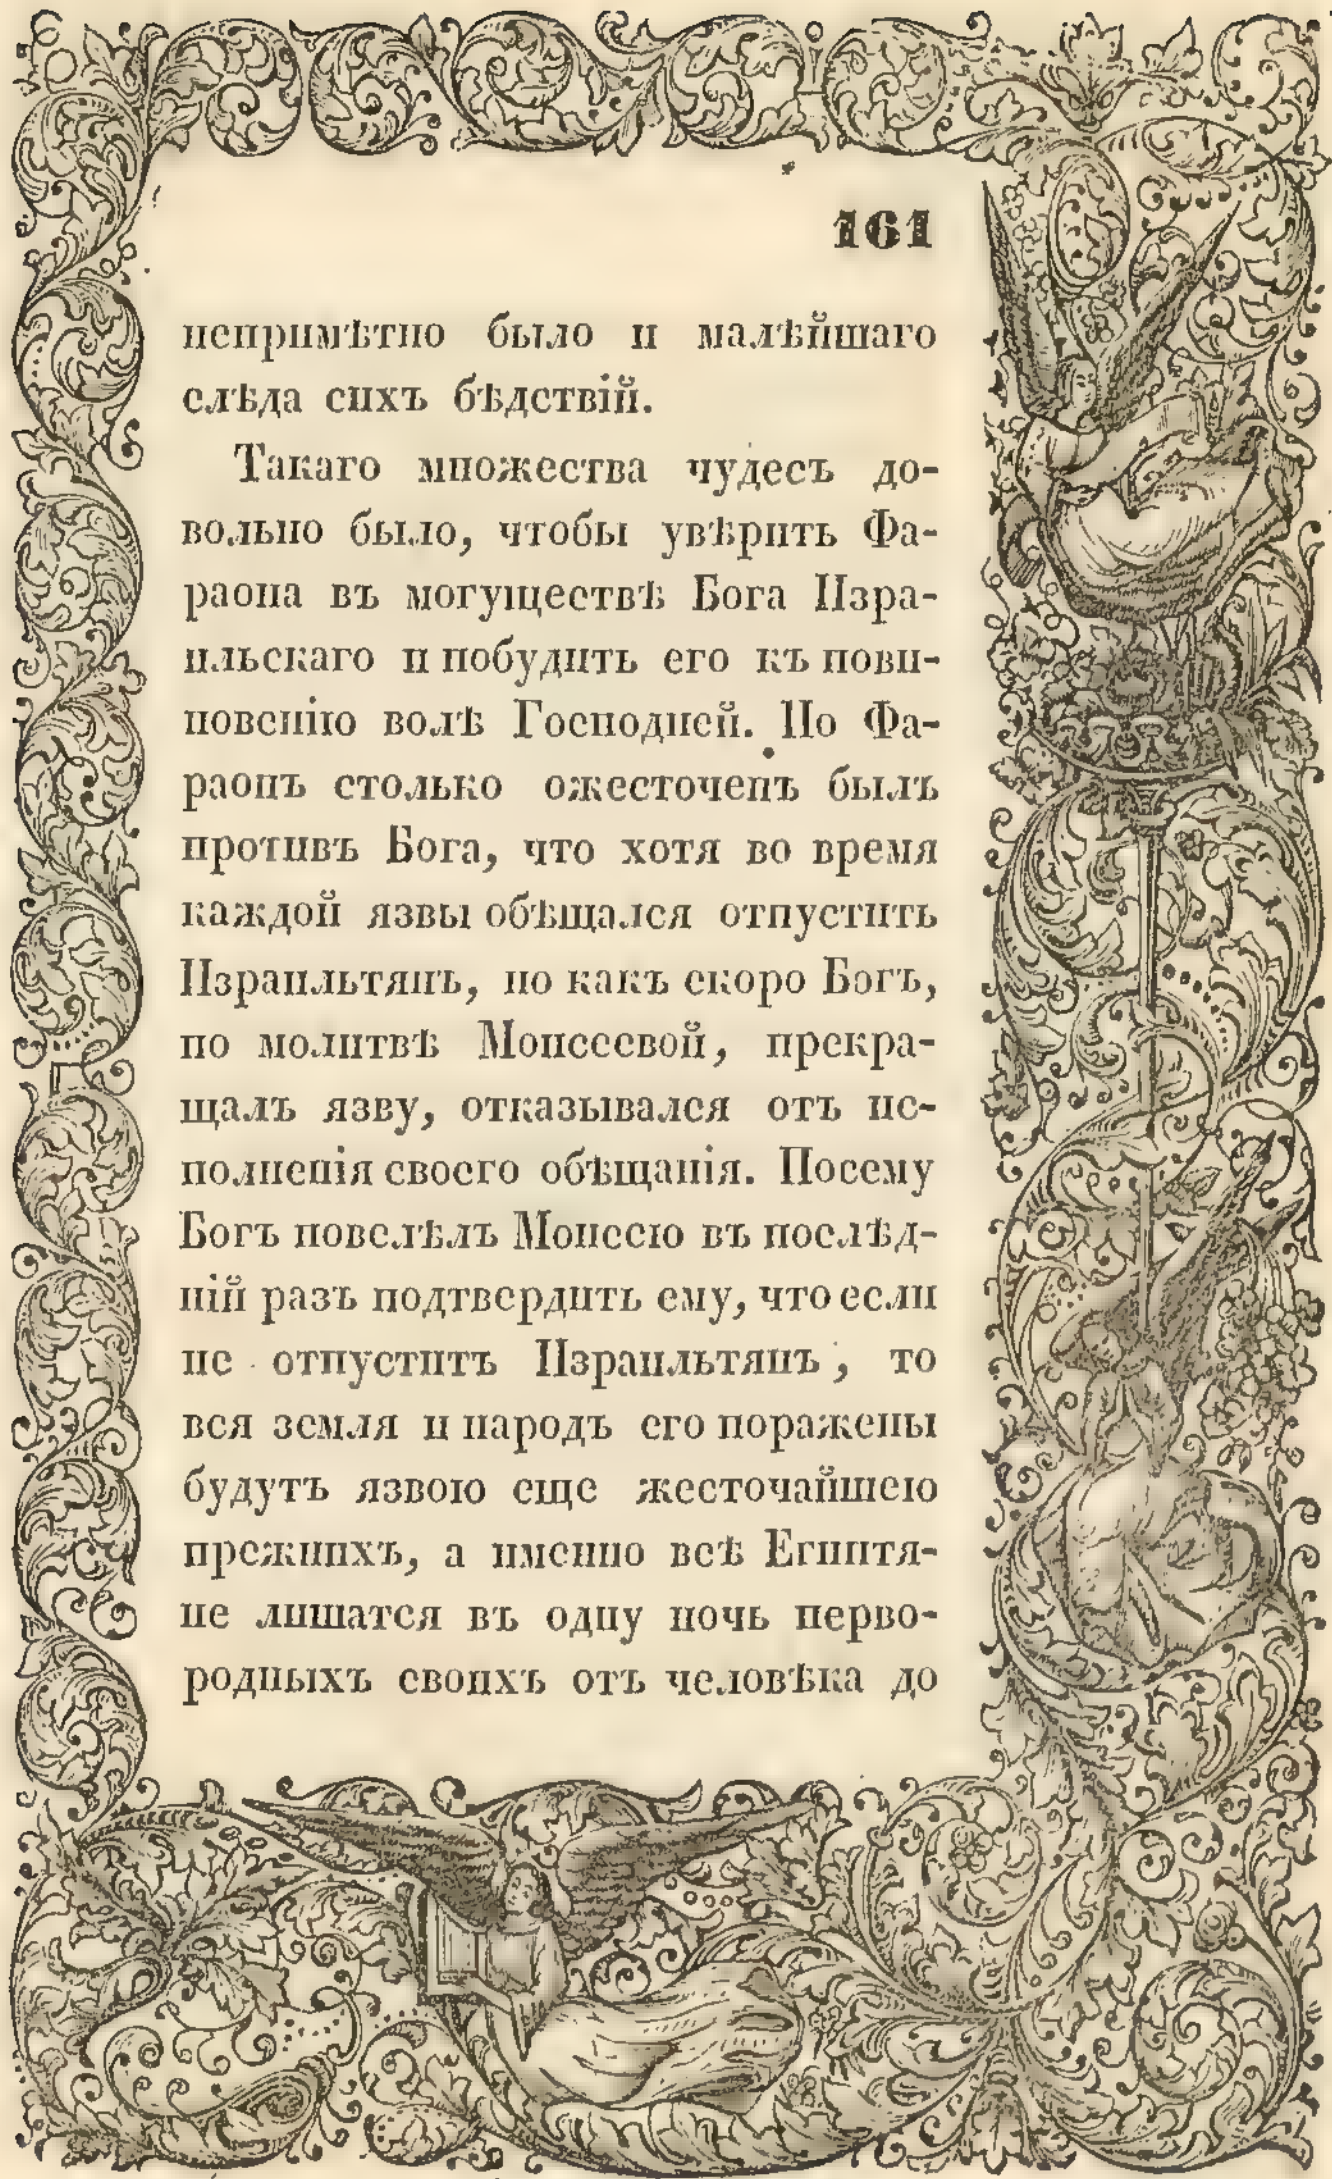 161
непримѣтно было и малѣйшаго
слѣда сихъ бѣдствій.
Такаго множества чудесъ до-
вольно было, чтобы увѣрить Фа-
раона въ могуществѣ Бога Изра-
ильскаго и побудить его къ пови-
новенію волѣ Господней. Но Фа-
раонъ столько ожесточенъ былъ
противъ Бога, что хотя во время
каждой язвы обѣщался отпустить
Израильтянъ, но какъ скоро Богъ,
по молитвѣ Моисеевой, прекра-
щалъ язву, отказывался отъ ис-
полненія своего обѣщанія. Посему
Богъ повелѣлъ Моисею въ послѣд-
ній разъ подтвердить ему, что если
не отпуститъ Израильтянъ, то
вся земля и народъ его поражены
будутъ язвою еще жесточайшею
прежнихъ, а именно всѣ Египтя-
не лишатся въ одну ночь перво-
родныхъ своихъ отъ человѣка до